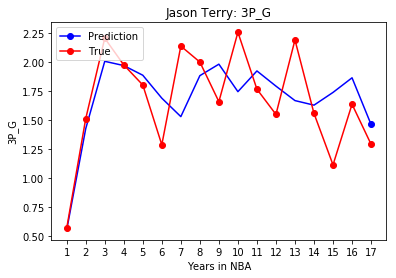 Jason Terry: 3P_G
Prediction
True
3P_G
2.25
2.00
1.75
1.50
1.25
1.00
0.75
0.50
1 2 3 4 5 6 7 8 9 10 11 12 13 14 15 16 17
Years in NBA